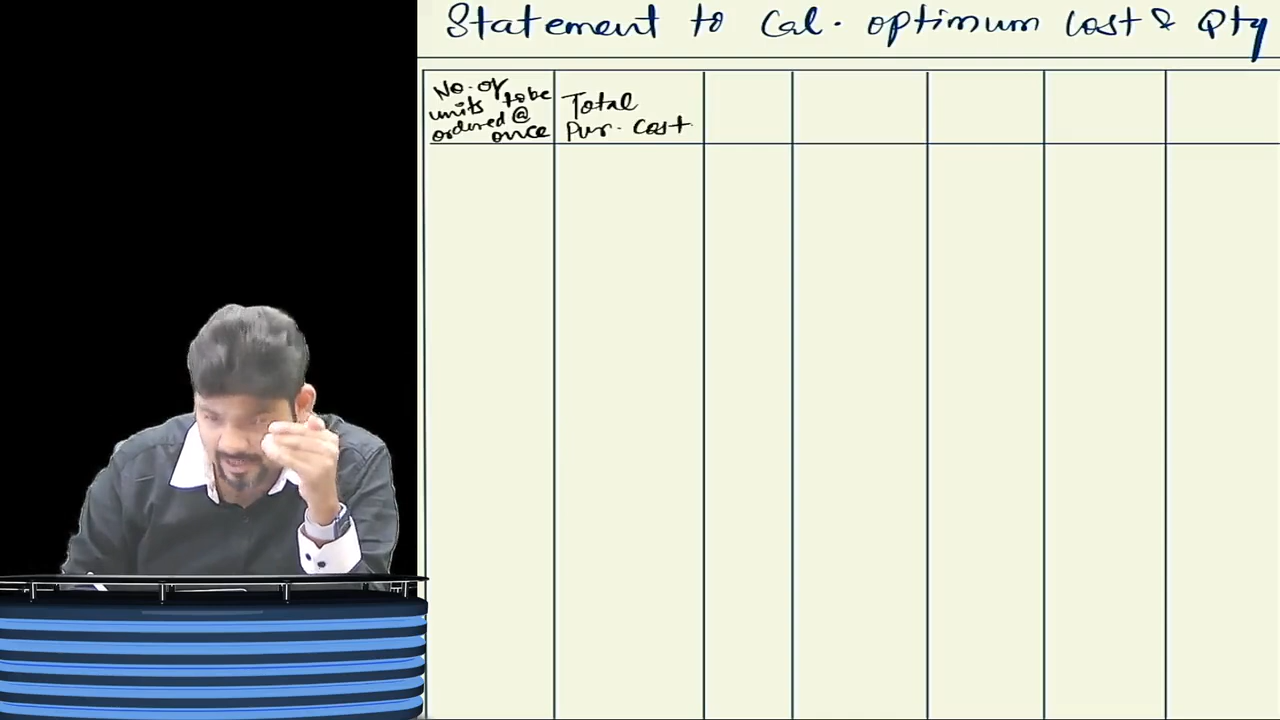 Statement to Cal. optimum Cost & Qty
No. of
units to be
ordered @
once
Total
Pur. Cost